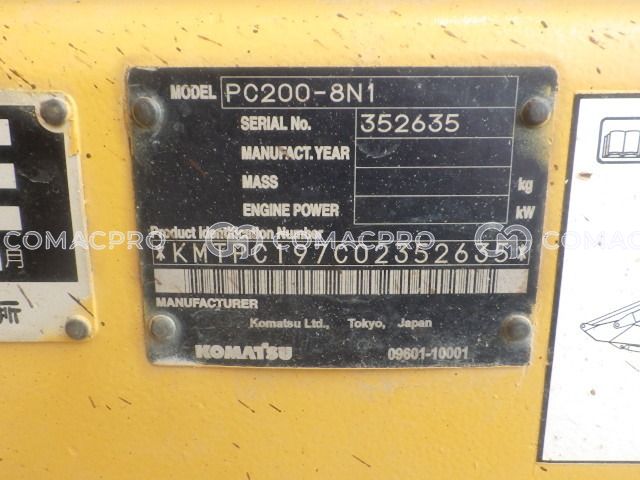 MODEL PC200-8N1
SERIAL No. 352635
MANUFACT. YEAR
MASS kg
ENGINE POWER kW
Product Identification Number
*KMTPC197C02352635*
MANUFACTURER
Komatsu Ltd., Tokyo, Japan
KOMATSU 09601-10001
月
COMACPRO COMACPRO COMACPRO